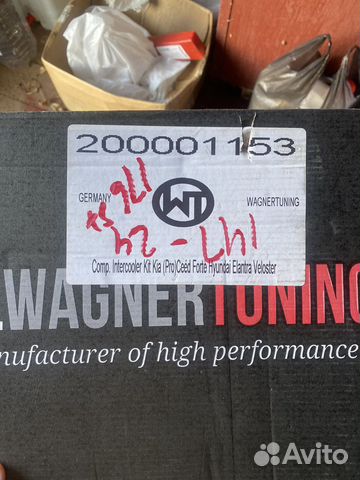 200001153
GERMANY WT WAGNERTUNING
Comp. Intercooler Kit Kia (Pro)Ceéd Forte Hyundai Elantra Veloster
.WAGNERTUNING
nufacturer of high performance
Avito